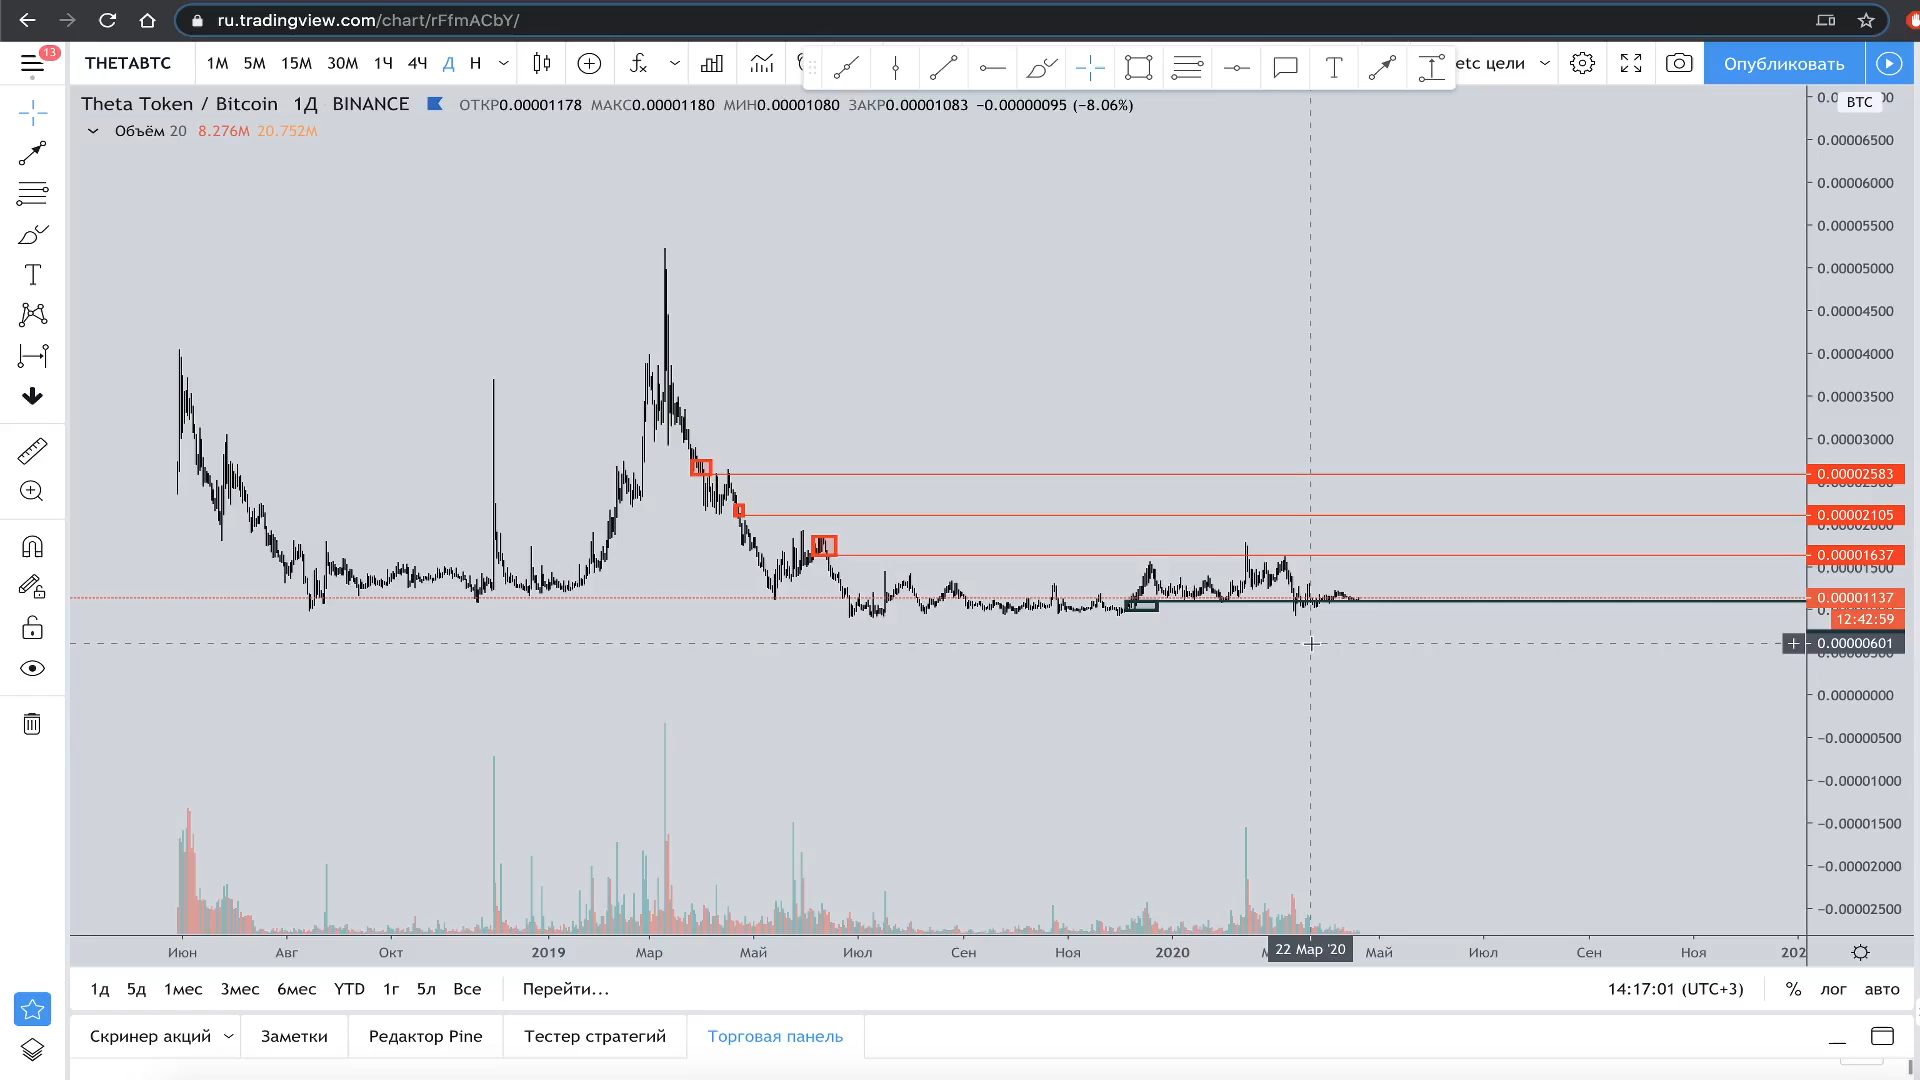 ru.tradingview.com/chart/rFfmACbY/
13
THETABTC 1М 5М 15М 30М 1Ч 4Ч Д Н etc цели Опубликовать
Theta Token / Bitcoin 1Д BINANCE ОТКР0.00001178 МАКС0.00001180 МИН0.00001080 ЗАКР0.00001083 −0.00000095 (−8.06%)
BTC
Объём 20 8.276M 20.752M
0.00006500
0.00006000
0.00005500
0.00005000
0.00004500
0.00004000
0.00003500
0.00003000
0.00002583
0.00002105
0.00001637
0.00001500
0.00001137
12:42:59
0.00000601
0.00000000
−0.00000500
−0.00001000
−0.00001500
−0.00002000
−0.00002500
Июн Авг Окт 2019 Мар Май Июл Сен Ноя 2020 22 Мар '20 Май Июл Сен Ноя 202
1д 5д 1мес 3мес 6мес YTD 1г 5л Все Перейти... 14:17:01 (UTC+3) % лог авто
Скринер акций Заметки Редактор Pine Тестер стратегий Торговая панель